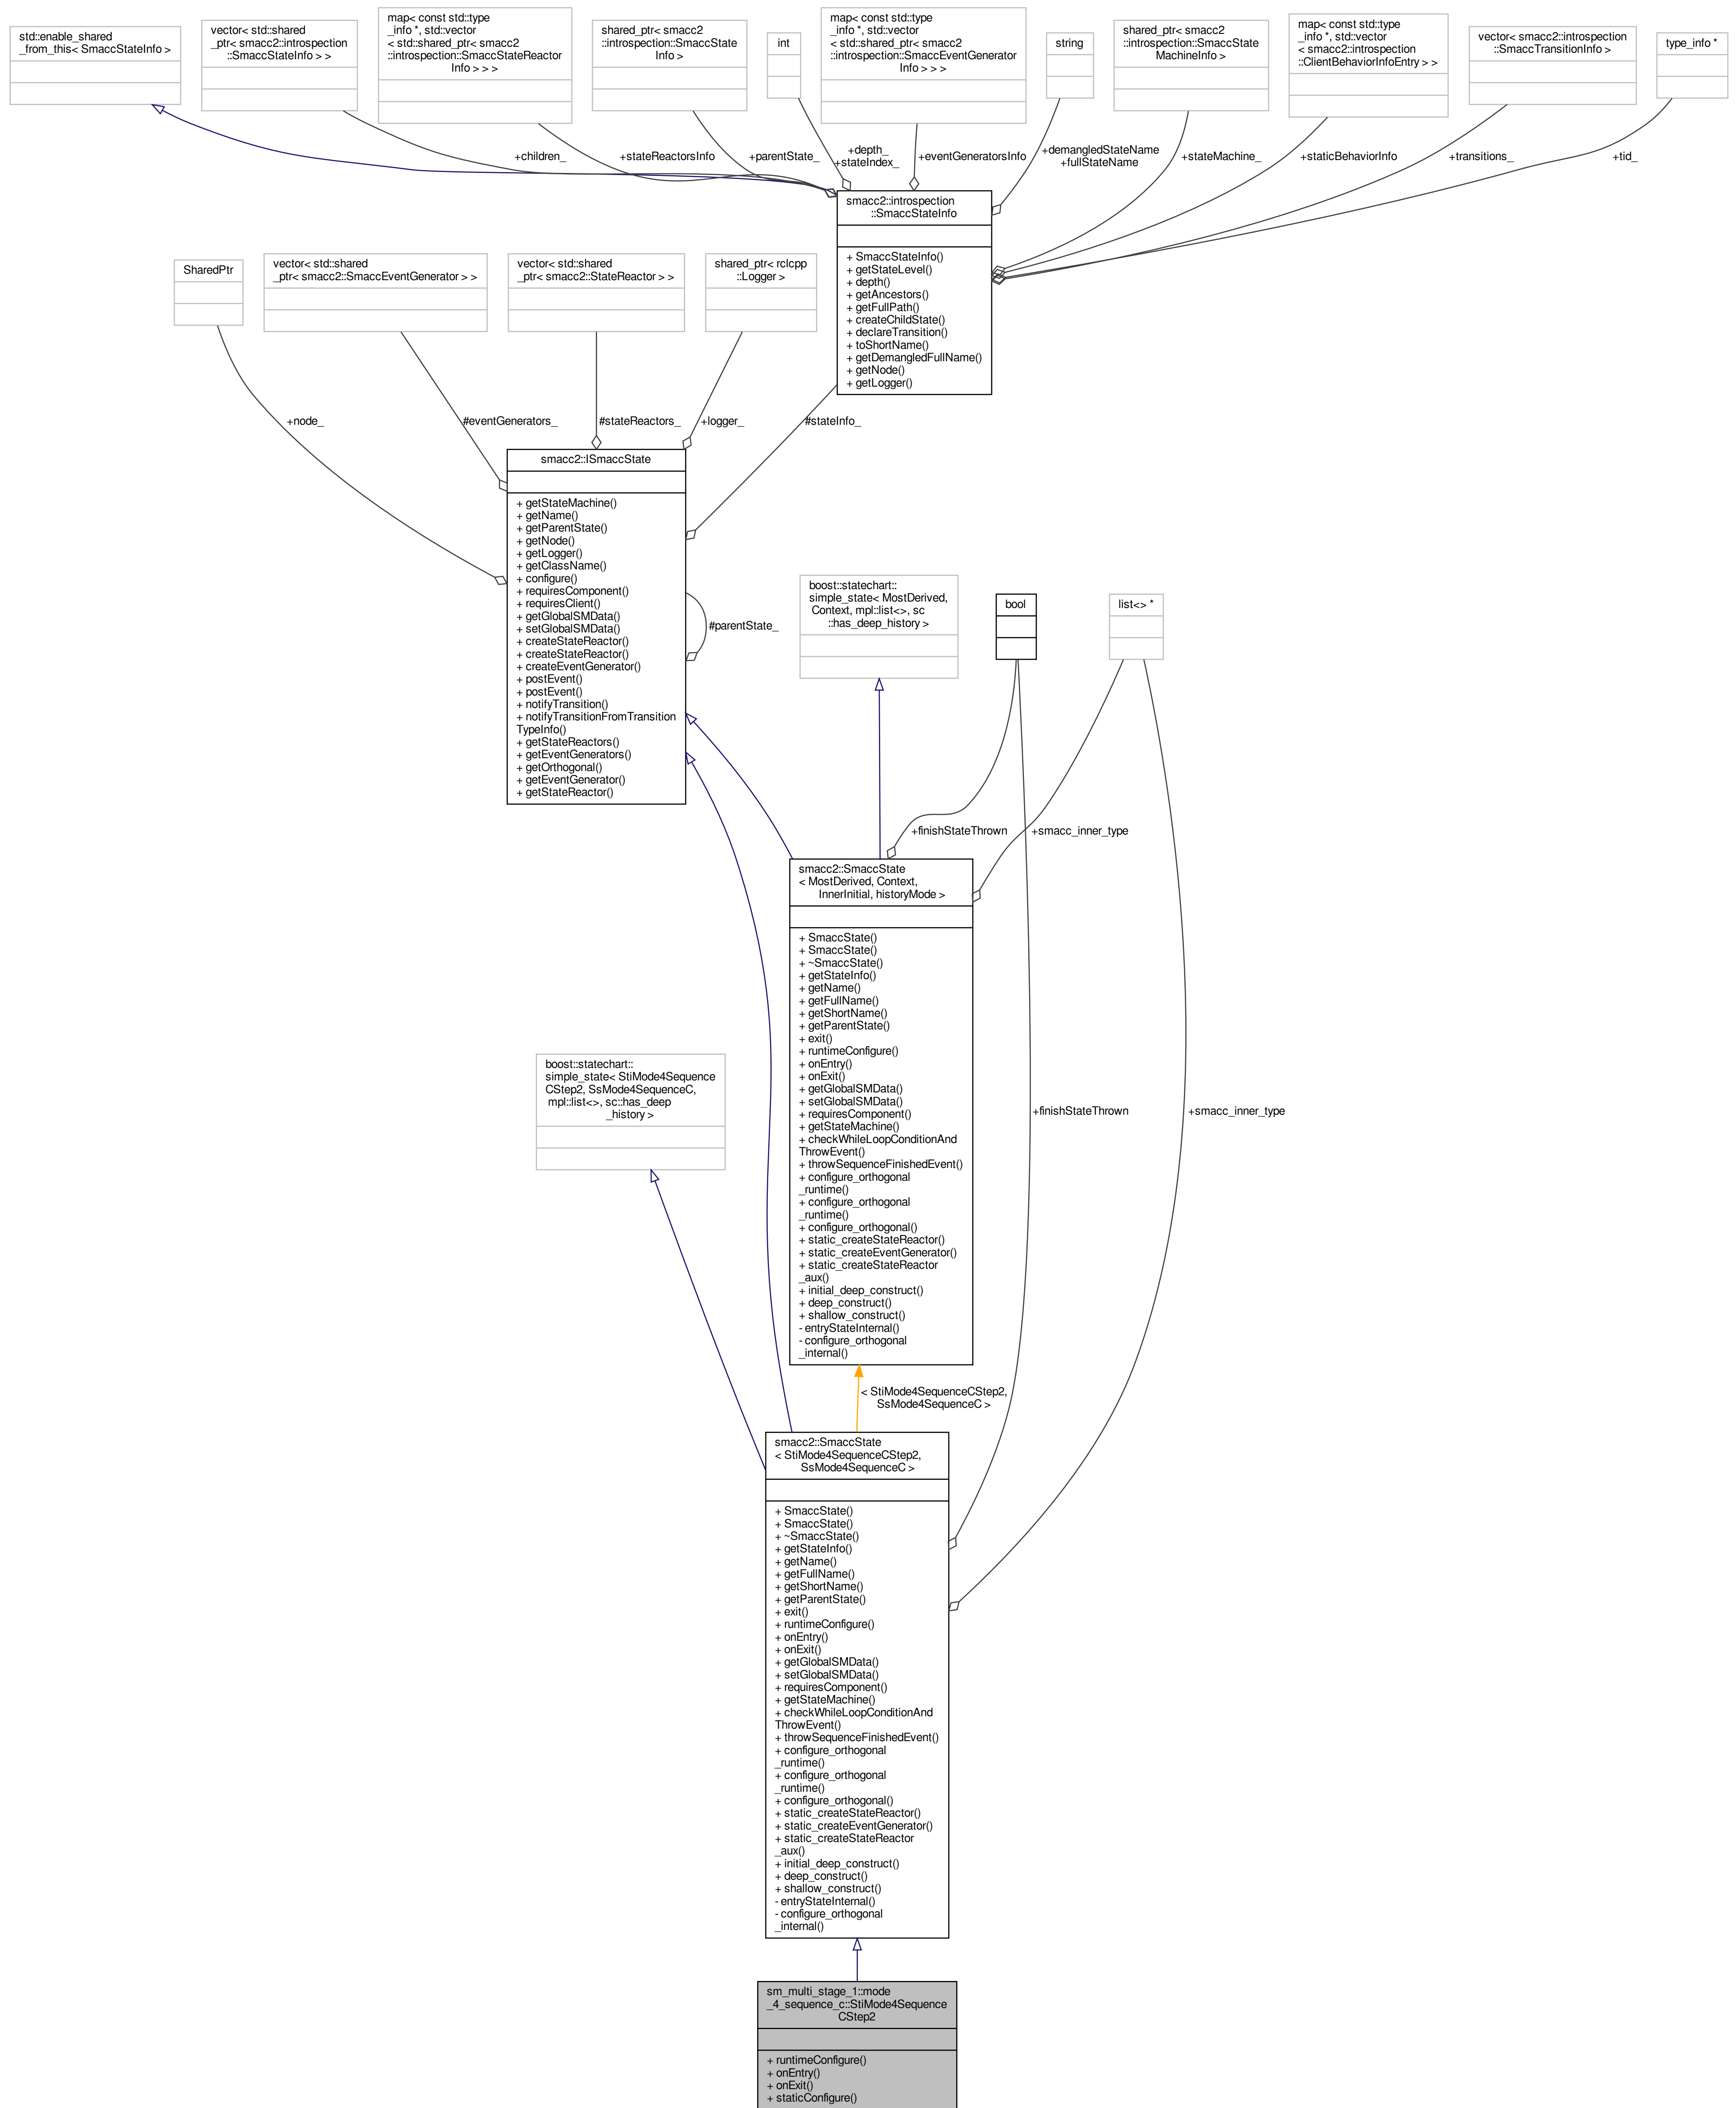 std::enable_shared
_from_this< SmaccStateInfo >
vector< std::shared
_ptr< smacc2::introspection
::SmaccStateInfo > >
map< const std::type
_info *, std::vector
< std::shared_ptr< smacc2
::introspection::SmaccStateReactor
Info > > >
shared_ptr< smacc2
::introspection::SmaccState
Info >
int
map< const std::type
_info *, std::vector
< std::shared_ptr< smacc2
::introspection::SmaccEventGenerator
Info > > >
string
shared_ptr< smacc2
::introspection::SmaccState
MachineInfo >
map< const std::type
_info *, std::vector
< smacc2::introspection
::ClientBehaviorInfoEntry > >
vector< smacc2::introspection
::SmaccTransitionInfo >
type_info *
+children_
+stateReactorsInfo
+parentState_
+depth_
+stateIndex_
+eventGeneratorsInfo
+demangledStateName
+fullStateName
+stateMachine_
+staticBehaviorInfo
+transitions_
+tid_
smacc2::introspection
::SmaccStateInfo
+ SmaccStateInfo()
+ getStateLevel()
+ depth()
+ getAncestors()
+ getFullPath()
+ createChildState()
+ declareTransition()
+ toShortName()
+ getDemangledFullName()
+ getNode()
+ getLogger()
SharedPtr
vector< std::shared
_ptr< smacc2::SmaccEventGenerator > >
vector< std::shared
_ptr< smacc2::StateReactor > >
shared_ptr< rclcpp
::Logger >
+node_
#eventGenerators_
#stateReactors_
+logger_
#stateInfo_
smacc2::ISmaccState
+ getStateMachine()
+ getName()
+ getParentState()
+ getNode()
+ getLogger()
+ getClassName()
+ configure()
+ requiresComponent()
+ requiresClient()
+ getGlobalSMData()
+ setGlobalSMData()
+ createStateReactor()
+ createStateReactor()
+ createEventGenerator()
+ postEvent()
+ postEvent()
+ notifyTransition()
+ notifyTransitionFromTransition
TypeInfo()
+ getStateReactors()
+ getEventGenerators()
+ getOrthogonal()
+ getEventGenerator()
+ getStateReactor()
#parentState_
boost::statechart::
simple_state< MostDerived,
Context, mpl::list<>, sc
::has_deep_history >
bool
list<> *
+finishStateThrown
+smacc_inner_type
smacc2::SmaccState
< MostDerived, Context,
InnerInitial, historyMode >
+ SmaccState()
+ SmaccState()
+ ~SmaccState()
+ getStateInfo()
+ getName()
+ getFullName()
+ getShortName()
+ getParentState()
+ exit()
+ runtimeConfigure()
+ onEntry()
+ onExit()
+ getGlobalSMData()
+ setGlobalSMData()
+ requiresComponent()
+ getStateMachine()
+ checkWhileLoopConditionAnd
ThrowEvent()
+ throwSequenceFinishedEvent()
+ configure_orthogonal
_runtime()
+ configure_orthogonal
_runtime()
+ configure_orthogonal()
+ static_createStateReactor()
+ static_createEventGenerator()
+ static_createStateReactor
_aux()
+ initial_deep_construct()
+ deep_construct()
+ shallow_construct()
- entryStateInternal()
- configure_orthogonal
_internal()
boost::statechart::
simple_state< StiMode4Sequence
CStep2, SsMode4SequenceC,
mpl::list<>, sc::has_deep
_history >
+finishStateThrown
+smacc_inner_type
< StiMode4SequenceCStep2,
SsMode4SequenceC >
smacc2::SmaccState
< StiMode4SequenceCStep2,
SsMode4SequenceC >
+ SmaccState()
+ SmaccState()
+ ~SmaccState()
+ getStateInfo()
+ getName()
+ getFullName()
+ getShortName()
+ getParentState()
+ exit()
+ runtimeConfigure()
+ onEntry()
+ onExit()
+ getGlobalSMData()
+ setGlobalSMData()
+ requiresComponent()
+ getStateMachine()
+ checkWhileLoopConditionAnd
ThrowEvent()
+ throwSequenceFinishedEvent()
+ configure_orthogonal
_runtime()
+ configure_orthogonal
_runtime()
+ configure_orthogonal()
+ static_createStateReactor()
+ static_createEventGenerator()
+ static_createStateReactor
_aux()
+ initial_deep_construct()
+ deep_construct()
+ shallow_construct()
- entryStateInternal()
- configure_orthogonal
_internal()
sm_multi_stage_1::mode
_4_sequence_c::StiMode4Sequence
CStep2
+ runtimeConfigure()
+ onEntry()
+ onExit()
+ staticConfigure()